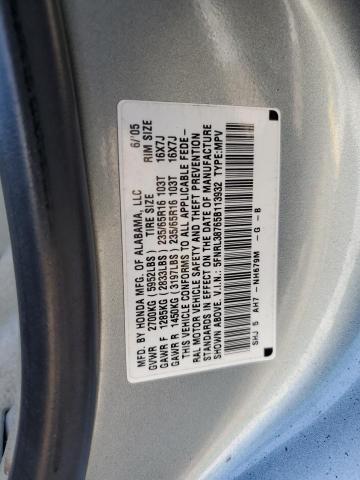 MFD. BY HONDA MFG. OF ALABAMA, LLC 6/05
GVWR 2700KG (5952LBS) TIRE SIZE RIM SIZE
GAWR F 1285KG (2833LBS) 235/65R16 103T 16X7J
GAWR R 1450KG (3197LBS) 235/65R16 103T 16X7J
THIS VEHICLE CONFORMS TO ALL APPLICABLE FEDE-
RAL MOTOR VEHICLE SAFETY AND THEFT PREVENTION
STANDARDS IN EFFECT ON THE DATE OF MANUFACTURE
SHOWN ABOVE. V.I.N.: 5FNRL38765B113932 TYPE:MPV
SHJ 5 AH7 - NH679M - G - B